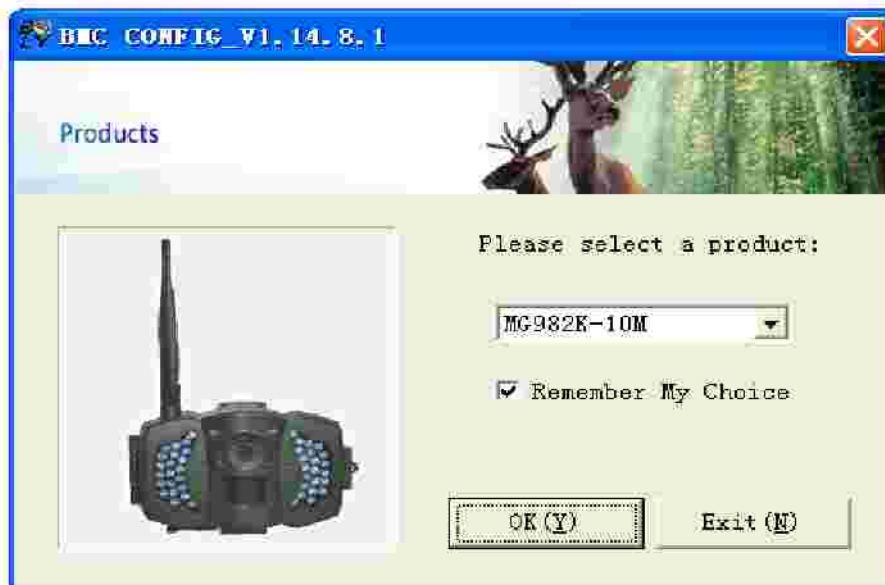 BMC CONFIG_V1.14.8.1
Products
Please select a product:
MG982K-10M
Remember My Choice
OK(Y)
Exit(N)